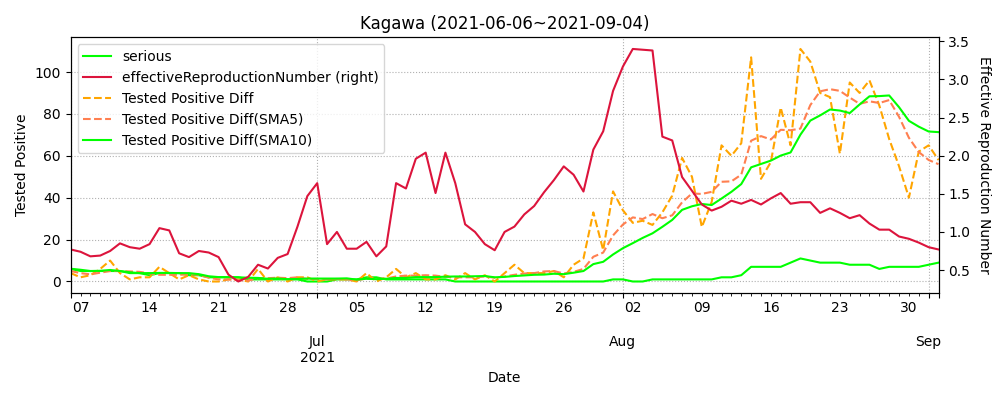 Kagawa (2021-06-06~2021-09-04)
serious
effectiveReproductionNumber (right)
Tested Positive Diff
Tested Positive Diff(SMA5)
Tested Positive Diff(SMA10)
Tested Positive
100
80
60
40
20
0
3.5
3.0
2.5
2.0
1.5
1.0
0.5
Effective Reproduction Number
07 14 21 28 05 12 19 26 02 09 16 23 30
Jul Aug Sep
2021
Date